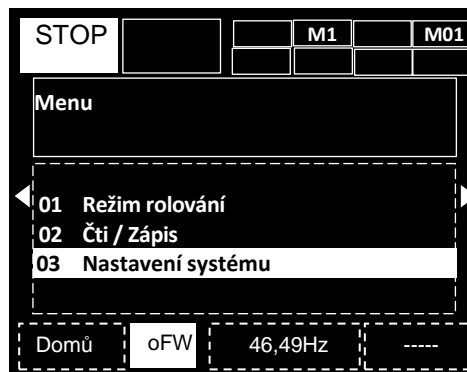 STOP M1 M01
Menu
01 Režim rolování
02 Čti / Zápis
03 Nastavení systému
Domů oFW 46,49Hz -----